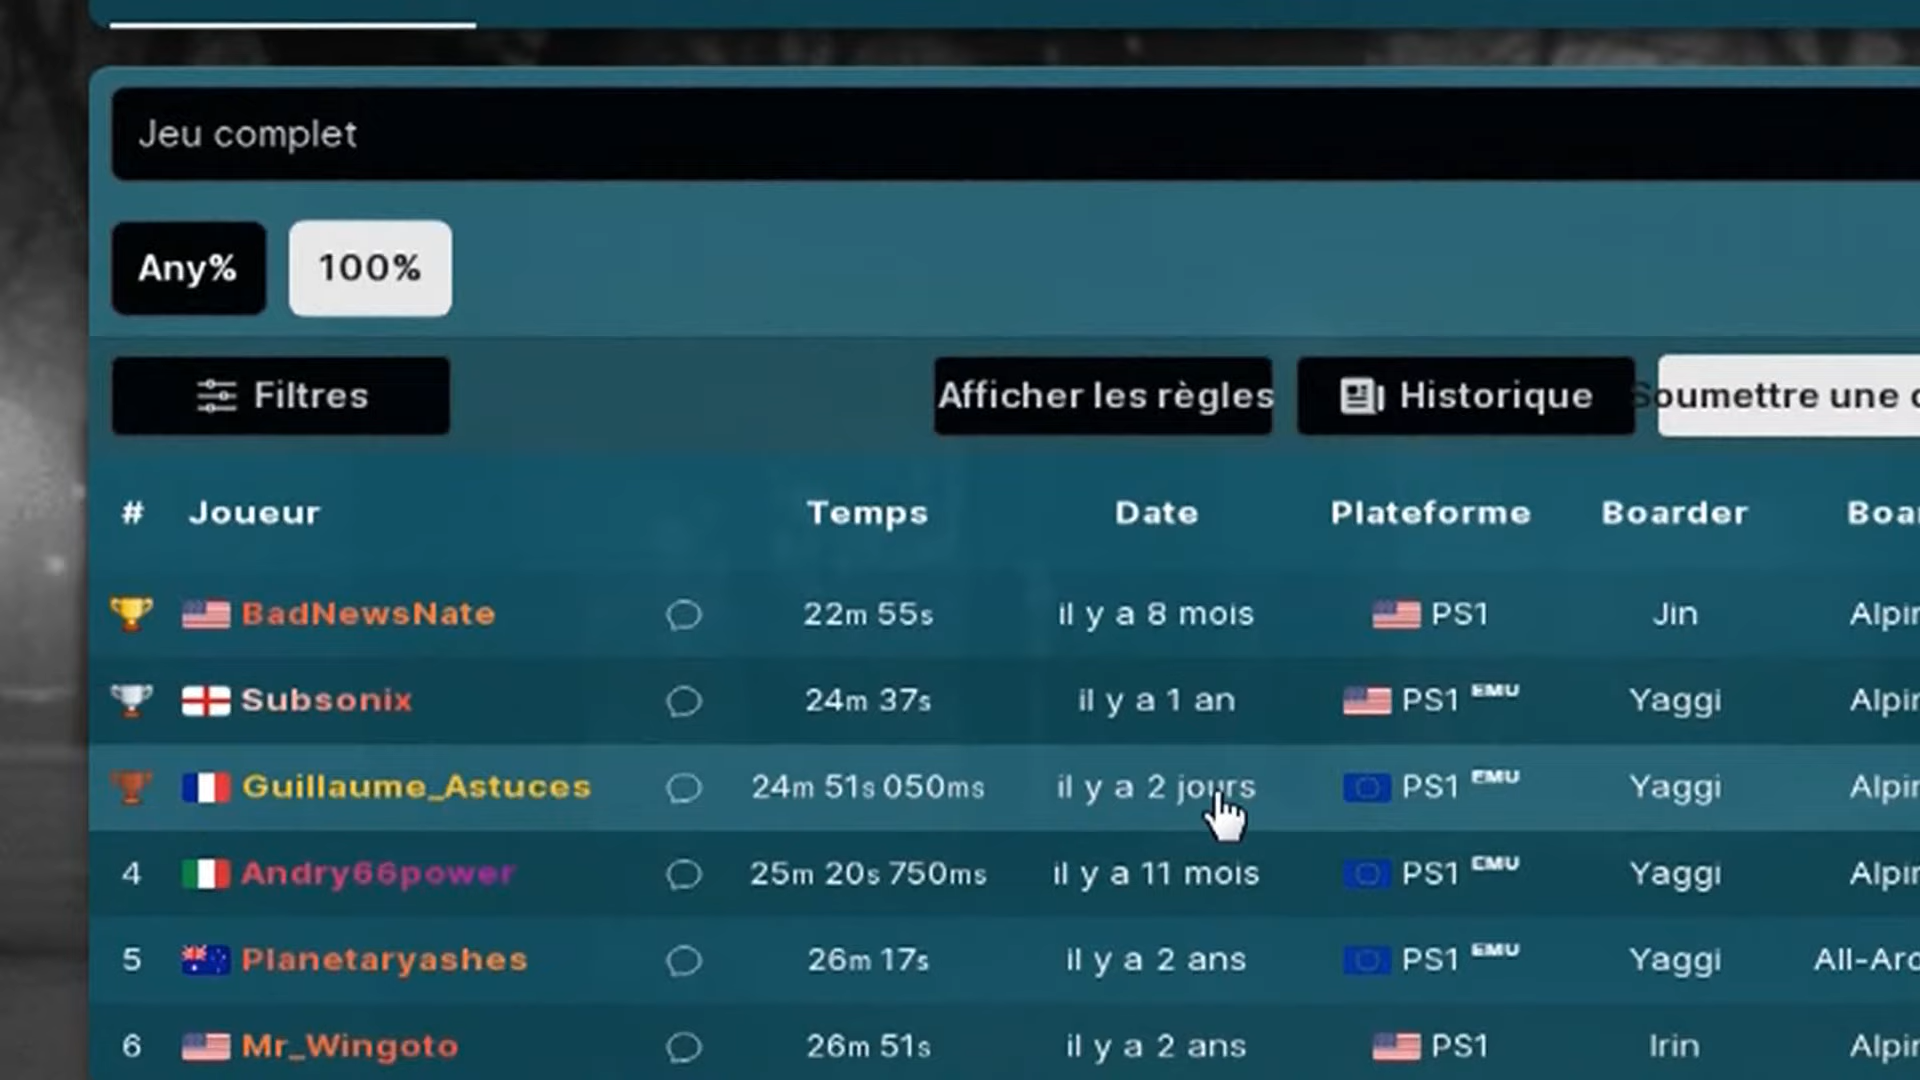 Jeu complet
Any% 100%
Filtres Afficher les règles Historique Soumettre une
# Joueur Temps Date Plateforme Boarder
BadNewsNate 22m 55s il y a 8 mois PS1 Jin
Subsonix 24m 37s il y a 1 an PS1 EMU Yaggi
Guillaume_Astuces 24m 51s 050ms il y a 2 jours PS1 EMU Yaggi
4 Andry66power 25m 20s 750ms il y a 11 mois PS1 EMU Yaggi
5 Planetaryashes 26m 17s il y a 2 ans PS1 EMU Yaggi
6 Mr_Wingoto 26m 51s il y a 2 ans PS1 Irin